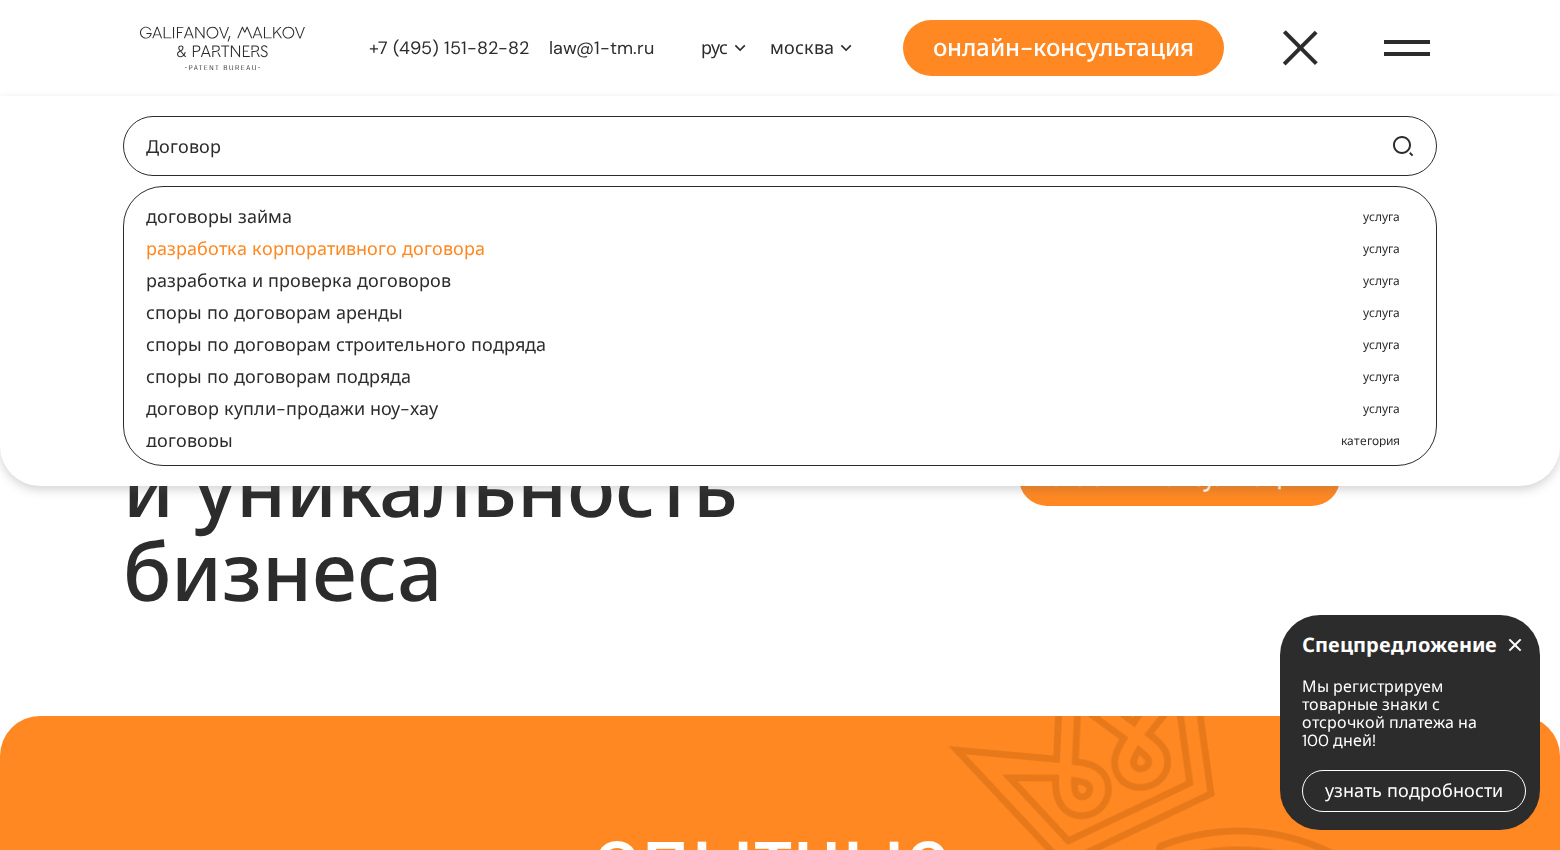 GALIFANOV, MALKOV
& PARTNERS
-PATENT BUREAU-
+7 (495) 151-82-82
law@1-tm.ru
рус
москва
онлайн-консультация
Договор
договоры займа услуга
разработка корпоративного договора услуга
разработка и проверка договоров услуга
споры по договорам аренды услуга
споры по договорам строительного подряда услуга
споры по договорам подряда услуга
договор купли-продажи ноу-хау услуга
договоры категория
и уникальность
бизнеса
Спецпредложение
Мы регистрируем
товарные знаки с
отсрочкой платежа на
100 дней!
узнать подробности
опытные